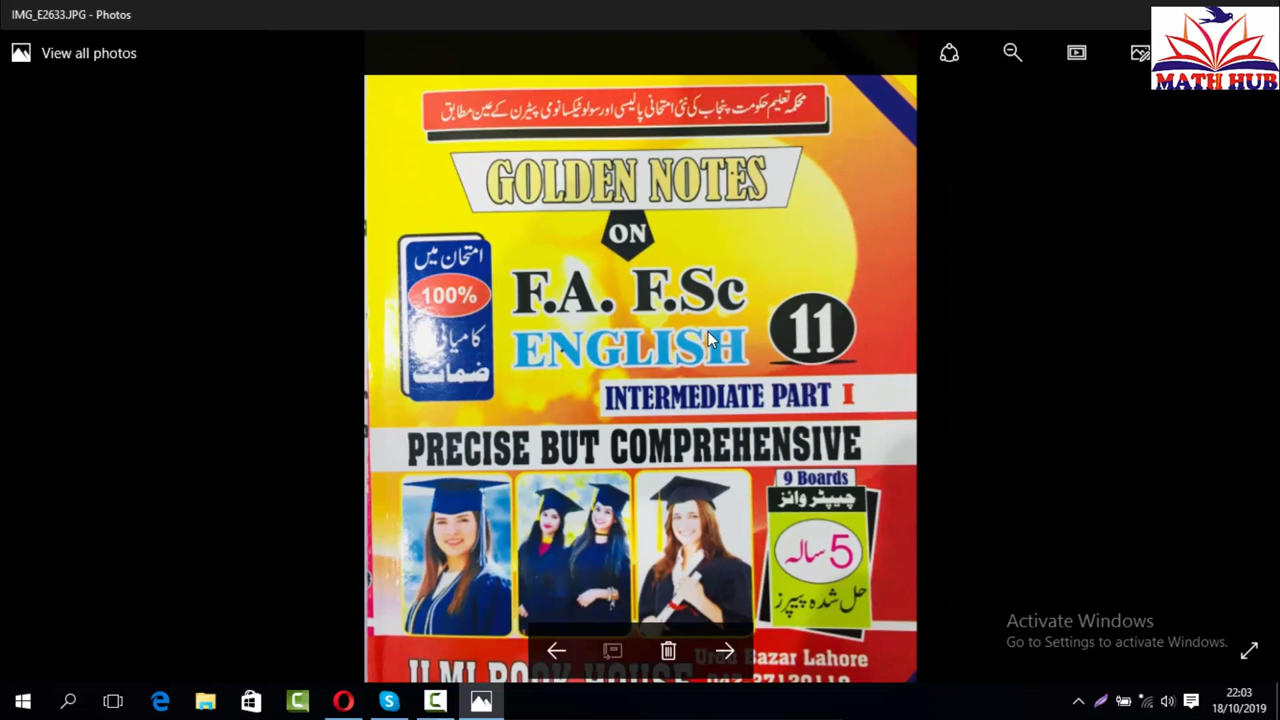 IMG_E2633.JPG - Photos
View all photos
MATH HUB
محکمہ تعلیم حکومت پنجاب کی نئی امتحانی پالیسی اور سولو ٹیکسانومی پیٹرن کے عین مطابق
GOLDEN NOTES
ON
امتحان میں
100%
کامیابی
ضمانت
F.A. F.Sc
ENGLISH
11
INTERMEDIATE PART I
PRECISE BUT COMPREHENSIVE
9 Boards
چیپٹر وائز
5 سالہ
حل شدہ پیپرز
ILMI BOOK HOUSE
Urdu Bazar Lahore
Activate Windows
Go to Settings to activate Windows.
22:03
18/10/2019